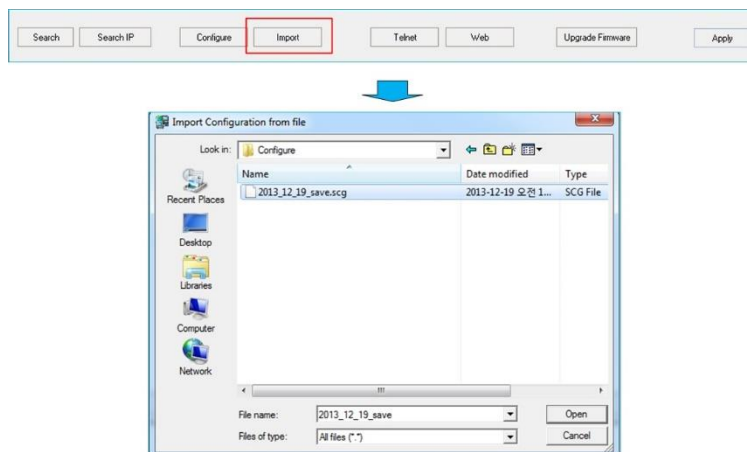 Search Search IP Configure Import Telnet Web Upgrade Firmware Apply
Import Configuration from file
Look in: Configure
Name Date modified Type
2013_12_19_save.scg 2013-12-19 오전 1... SCG File
Recent Places
Desktop
Libraries
Computer
Network
File name: 2013_12_19_save Open
Files of type: All files (*.*) Cancel